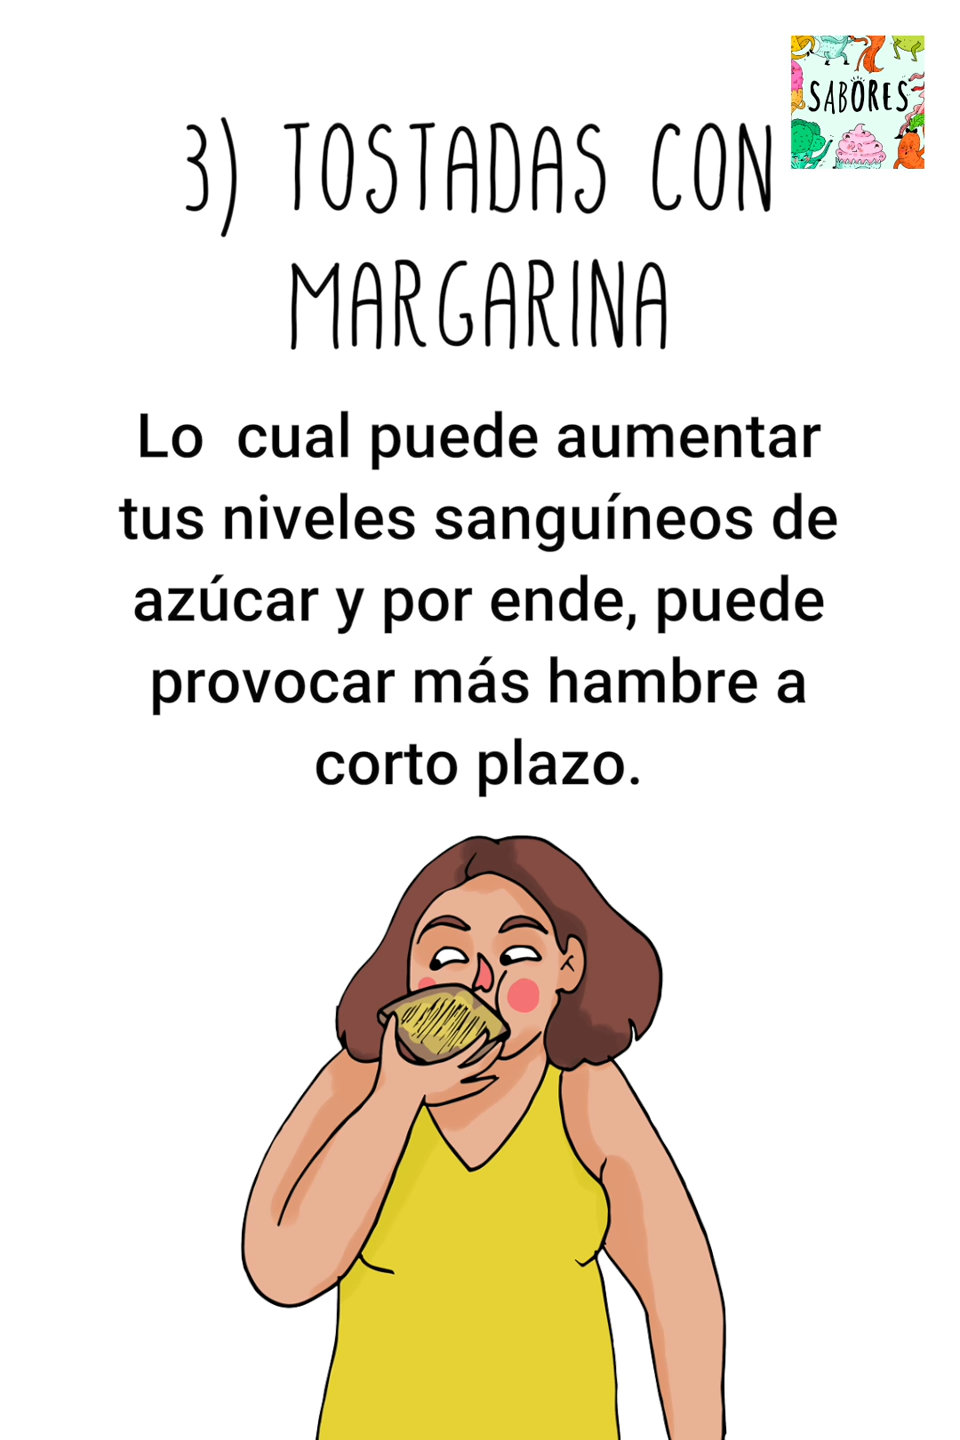 SABORES
3) TOSTADAS CON
MARGARINA
Lo  cual puede aumentar
tus niveles sanguíneos de
azúcar y por ende, puede
provocar más hambre a
corto plazo.